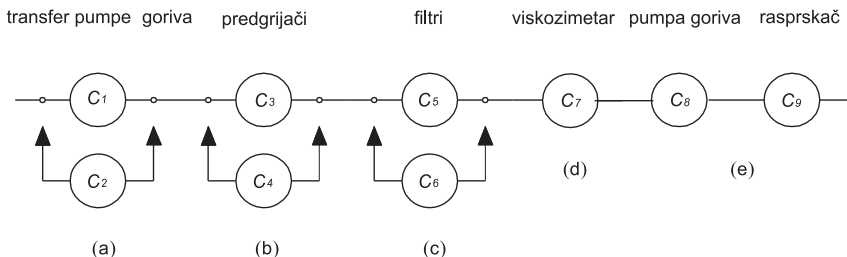 transfer pumpe goriva predgrijači filtri viskozimetar pumpa goriva rasprskač
C1 C3 C5 C7 C8 C9
C2 C4 C6
(d) (e)
(a) (b) (c)